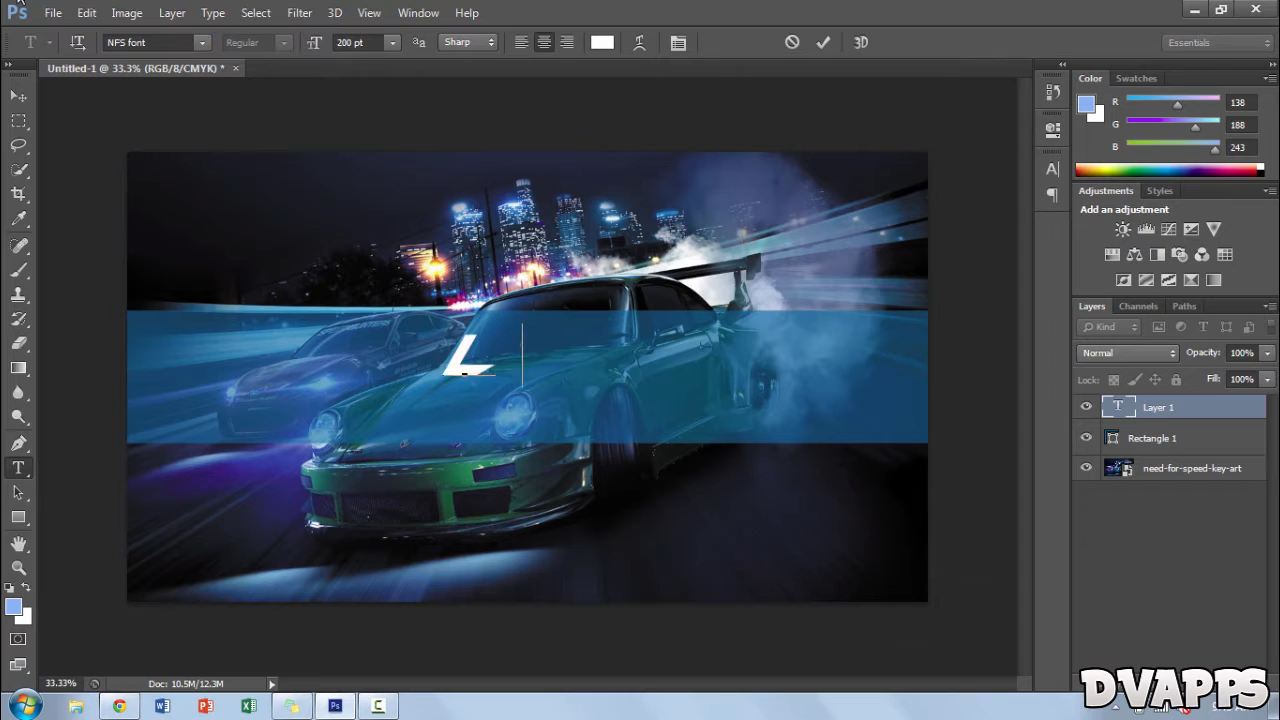 Ps File Edit Image Layer Type Select Filter 3D View Window Help
T NFS font Regular 200 pt Sharp 3D Essentials
Untitled-1 @ 33.3% (RGB/8/CMYK) * ×
Color Swatches
R 138
G 188
B 243
Adjustments Styles
Add an adjustment
Layers Channels Paths
Kind
Normal Opacity: 100%
Lock: Fill: 100%
T Layer 1
Rectangle 1
need-for-speed-key-art
L
33.33% Doc: 10.5M/12.3M
DVAPPS